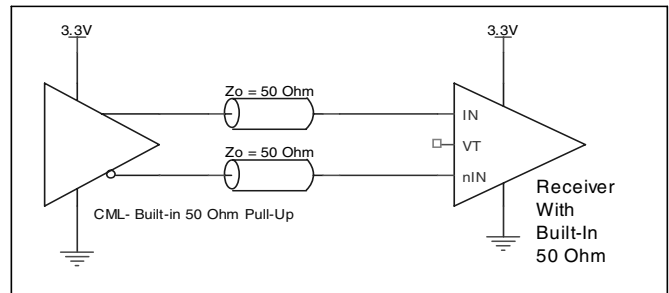 3.3V
3.3V
Zo = 50 Ohm
IN
VT
Zo = 50 Ohm
nIN
Receiver
With
Built-In
50 Ohm
CML- Built-in 50 Ohm Pull-Up